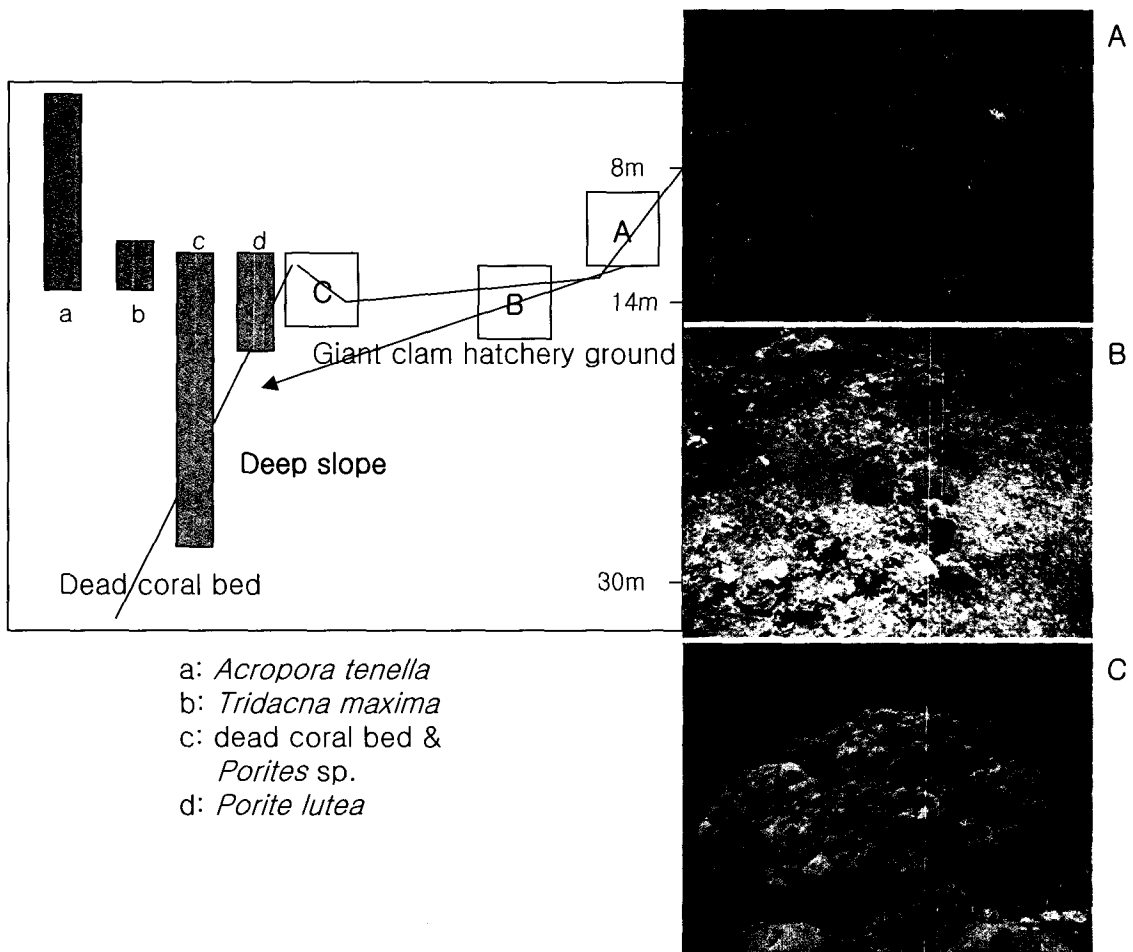 A
8m
A
c
d
C
B
14m
a
b
Giant clam hatchery ground
B
Deep slope
Dead coral bed
30m
a: Acropora tenella
b: Tridacna maxima
c: dead coral bed &
Porites sp.
d: Porite lutea
C